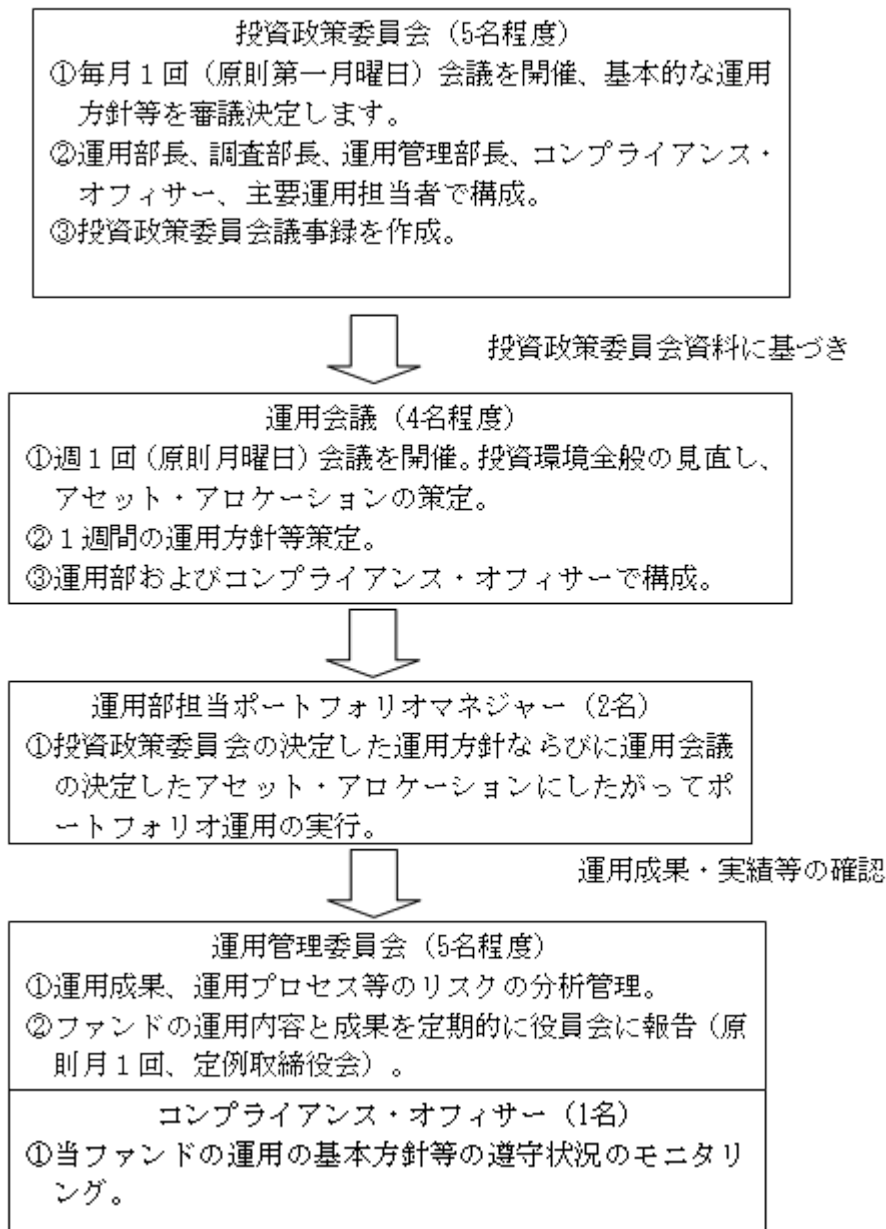 投資政策委員会（5名程度）
①毎月１回（原則第一月曜日）会議を開催、基本的な運用
方針等を審議決定します。
②運用部長、調査部長、運用管理部長、コンプライアンス・
オフィサー、主要運用担当者で構成。
③投資政策委員会議事録を作成。
投資政策委員会資料に基づき
運用会議（4名程度）
①週１回（原則月曜日）会議を開催。投資環境全般の見直し、
アセット・アロケーションの策定。
②１週間の運用方針等策定。
③運用部およびコンプライアンス・オフィサーで構成。
運用部担当ポートフォリオマネジャー（2名）
①投資政策委員会の決定した運用方針ならびに運用会議
の決定したアセット・アロケーションにしたがってポ
ートフォリオ運用の実行。
運用成果・実績等の確認
運用管理委員会（5名程度）
①運用成果、運用プロセス等のリスクの分析管理。
②ファンドの運用内容と成果を定期的に役員会に報告（原
則月１回、定例取締役会）。
コンプライアンス・オフィサー（1名）
①当ファンドの運用の基本方針等の遵守状況のモニタリ
ング。